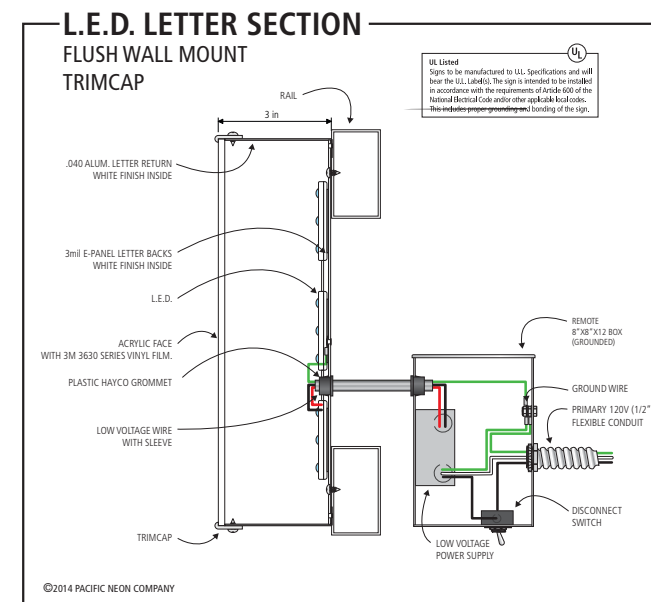 L.E.D. LETTER SECTION
FLUSH WALL MOUNT
TRIMCAP
UL
UL Listed
Signs to be manufactured to U.L. Specifications and will
bear the U.L. Label(s). The sign is intended to be installed
in accordance with the requirements of Article 600 of the
National Electrical Code and/or other applicable local codes.
This includes proper grounding and bonding of the sign.
RAIL
3 in
.040 ALUM. LETTER RETURN
WHITE FINISH INSIDE
3mil E-PANEL LETTER BACKS
WHITE FINISH INSIDE
L.E.D.
ACRYLIC FACE
WITH 3M 3630 SERIES VINYL FILM.
PLASTIC HAYCO GROMMET
LOW VOLTAGE WIRE
WITH SLEEVE
TRIMCAP
REMOTE
8"X8"X12 BOX
(GROUNDED)
GROUND WIRE
PRIMARY 120V (1/2"
FLEXIBLE CONDUIT
DISCONNECT
SWITCH
LOW VOLTAGE
POWER SUPPLY
©2014 PACIFIC NEON COMPANY